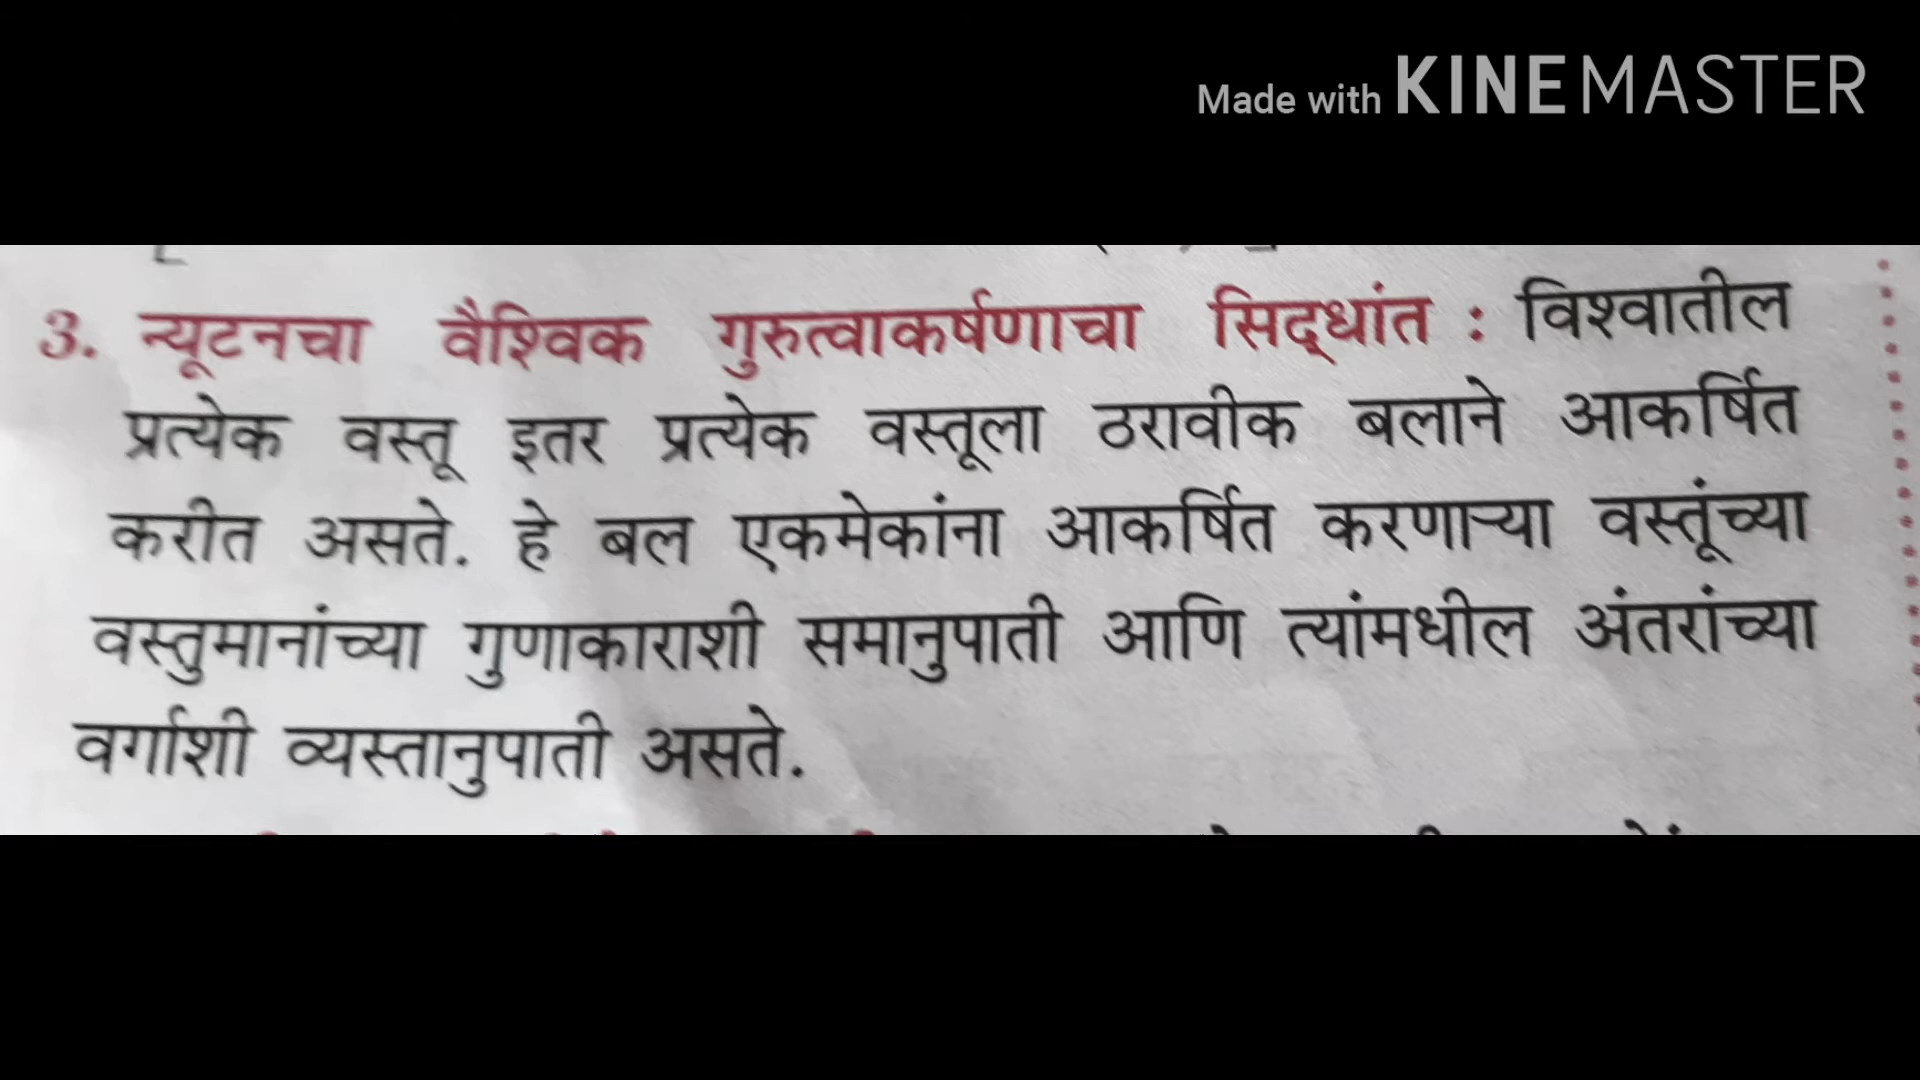 Made with KINEMASTER
3. न्यूटनचा वैश्विक गुरुत्वाकर्षणाचा सिद्धांत : विश्वातील
प्रत्येक वस्तू इतर प्रत्येक वस्तूला ठरावीक बलाने आकर्षित
करीत असते. हे बल एकमेकांना आकर्षित करणाऱ्या वस्तूंच्या
वस्तुमानांच्या गुणाकाराशी समानुपाती आणि त्यांमधील अंतरांच्या
वर्गाशी व्यस्तानुपाती असते.